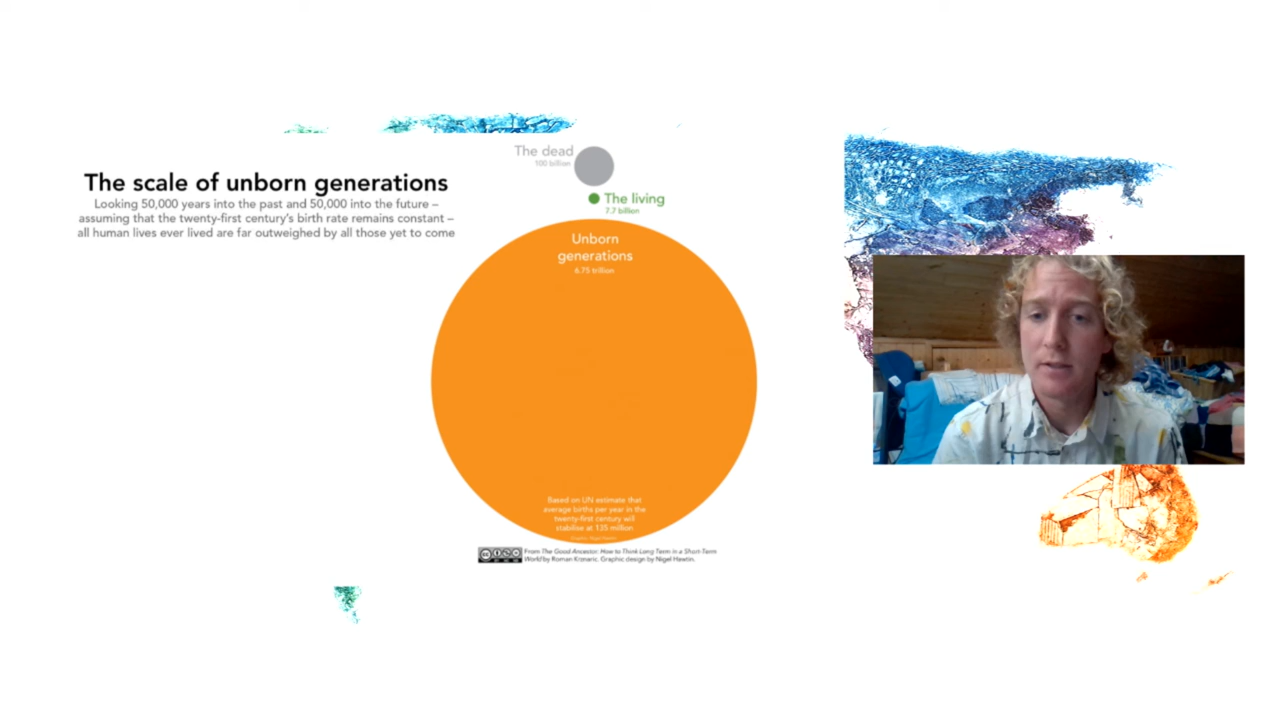 The scale of unborn generations
Looking 50,000 years into the past and 50,000 into the future –
assuming that the twenty-first century's birth rate remains constant –
all human lives ever lived are far outweighed by all those yet to come
The dead
100 billion
The living
7.7 billion
Unborn
generations
6.75 trillion
Based on UN estimate that
average births per year in the
twenty-first century will
stabilise at 135 million
From The Good Ancestor: How to Think Long Term in a Short-Term
World by Roman Krznaric. Graphic design by Nigel Hawtin.